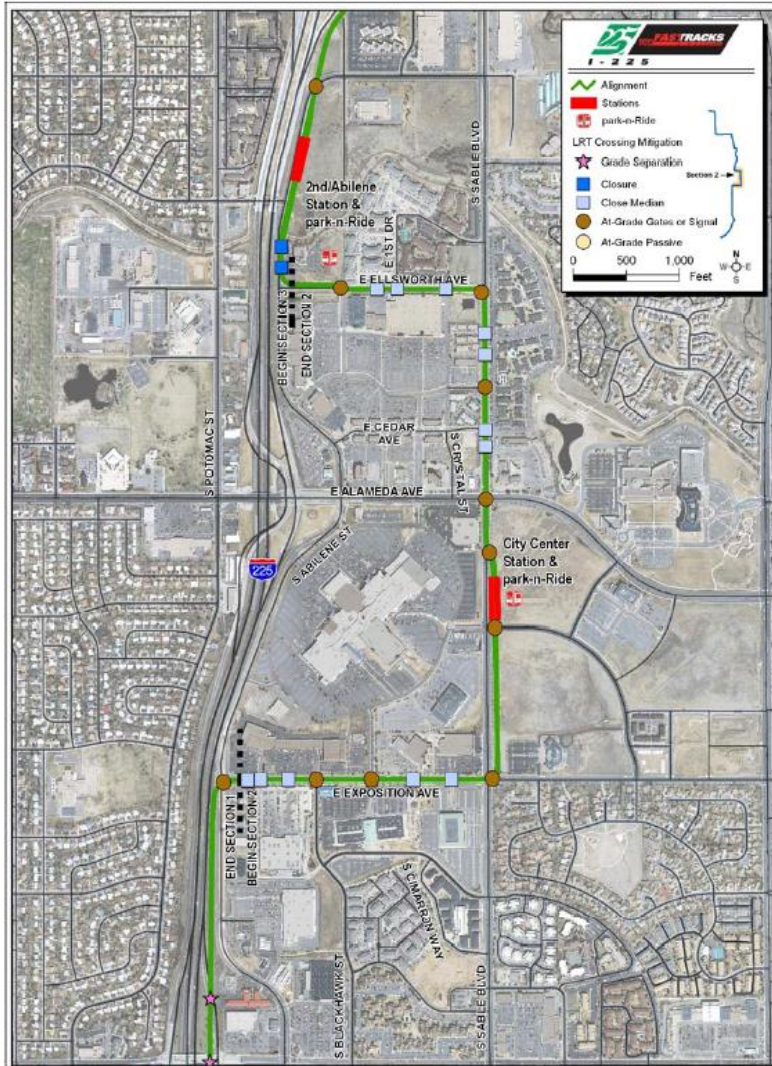 225
FASTRACKS
I - 225
Alignment
Stations
park-n-Ride
LRT Crossing Mitigation
Grade Separation
Closure
Close Median
At-Grade Gates or Signal
At-Grade Passive
Section 2
N
W
E
S
0 500 1,000
Feet
S SABLE BLVD
2nd/Abilene
Station &
park-n-Ride
E 1ST DR
E ELLSWORTH AVE
BEGIN SECTION 3
END SECTION 2
S POTOMAC ST
E CEDAR
AVE
S CRYSTAL ST
E ALAMEDA AVE
S ABILENE ST
City Center
Station &
park-n-Ride
225
E EXPOSITION AVE
END SECTION 1
BEGIN SECTION 2
S CIMARRON WAY
S BLACKHAWK ST
S SABLE BLVD